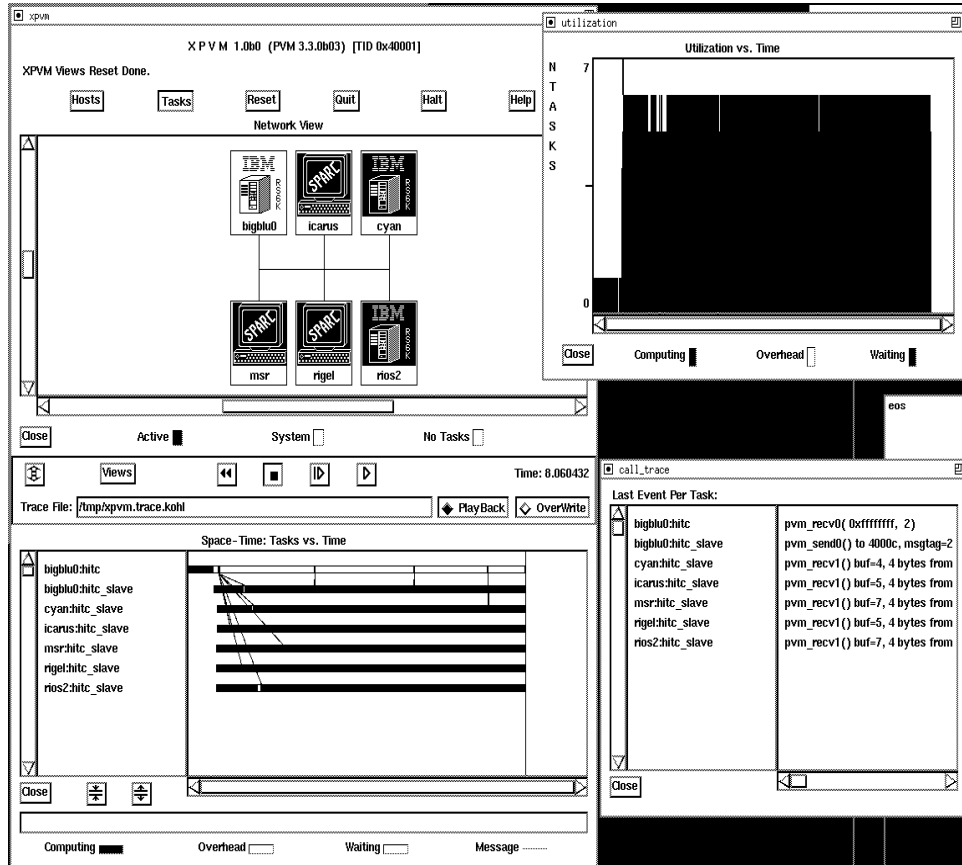 xpvm
X P V M 1.0b0 (PVM 3.3.0b03) [TID 0x40001]
XPVM Views Reset Done.
Hosts Tasks Reset Quit Halt Help
Network View
IBM SPARC IBM
RS6K RS6K
bigblu0 icarus cyan
SPARC SPARC IBM
RS6K
msr rigel rios2
Close Active System No Tasks
Views Time: 8.060432
Trace File: /tmp/xpvm.trace.kohl PlayBack OverWrite
Space-Time: Tasks vs. Time
bigblu0:hitc
bigblu0:hitc_slave
cyan:hitc_slave
icarus:hitc_slave
msr:hitc_slave
rigel:hitc_slave
rios2:hitc_slave
Close
Computing Overhead Waiting Message
utilization
Utilization vs. Time
N 7
T
A
S
K
S
0
Close Computing Overhead Waiting
eos
call_trace
Last Event Per Task:
bigblu0:hitc pvm_recv0( 0xffffffff, 2)
bigblu0:hitc_slave pvm_send0() to 4000c, msgtag=2
cyan:hitc_slave pvm_recv1() buf=4, 4 bytes from
icarus:hitc_slave pvm_recv1() buf=5, 4 bytes from
msr:hitc_slave pvm_recv1() buf=7, 4 bytes from
rigel:hitc_slave pvm_recv1() buf=5, 4 bytes from
rios2:hitc_slave pvm_recv1() buf=7, 4 bytes from
Close